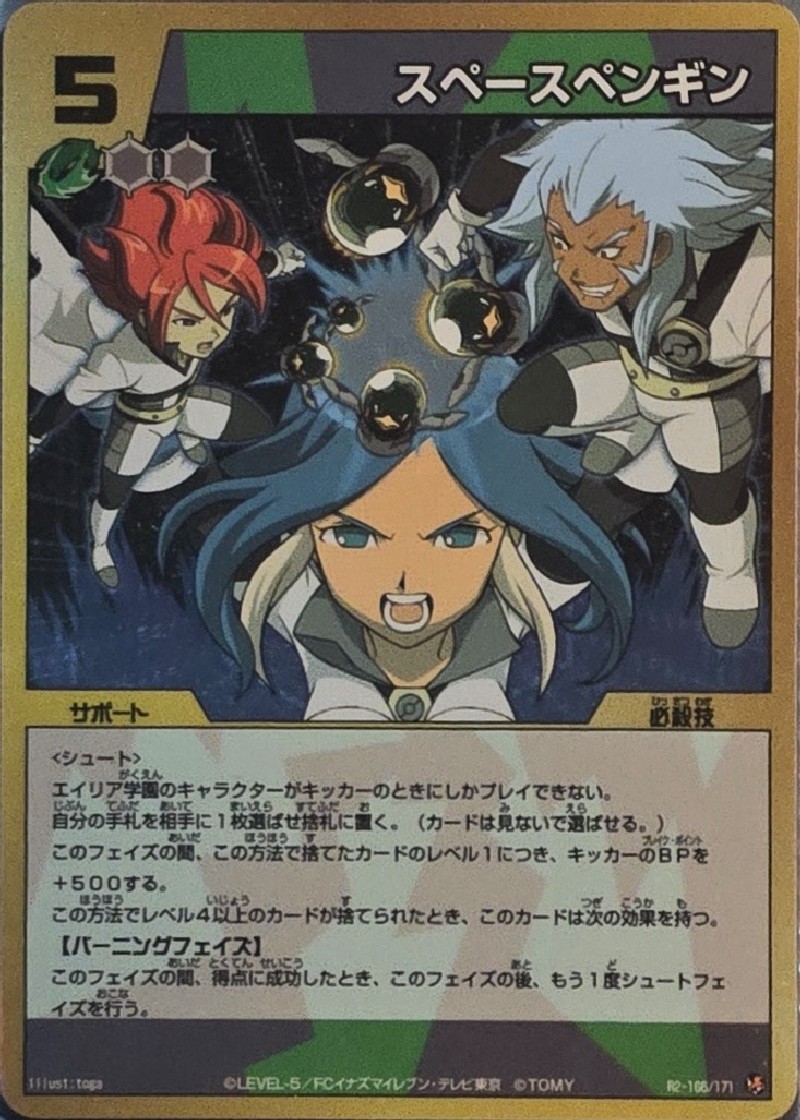 5
スペースペンギン
サポート
必殺技
<シュート>
エイリア学園のキャラクターがキッカーのときにしかプレイできない。
自分の手札を相手に1枚選ばせ捨札に置く。(カードは見ないで選ばせる。)
このフェイズの間、この方法で捨てたカードのレベル1につき、キッカーのBPを
+500する。
この方法でレベル4以上のカードが捨てられたとき、このカードは次の効果を持つ。
【バーニングフェイズ】
このフェイズの間、得点に成功したとき、このフェイズの後、もう1度シュートフェ
イズを行う。
Illust:toga
©LEVEL-5/FCイナズマイレブン・テレビ東京 ©TOMY
R2-166/171